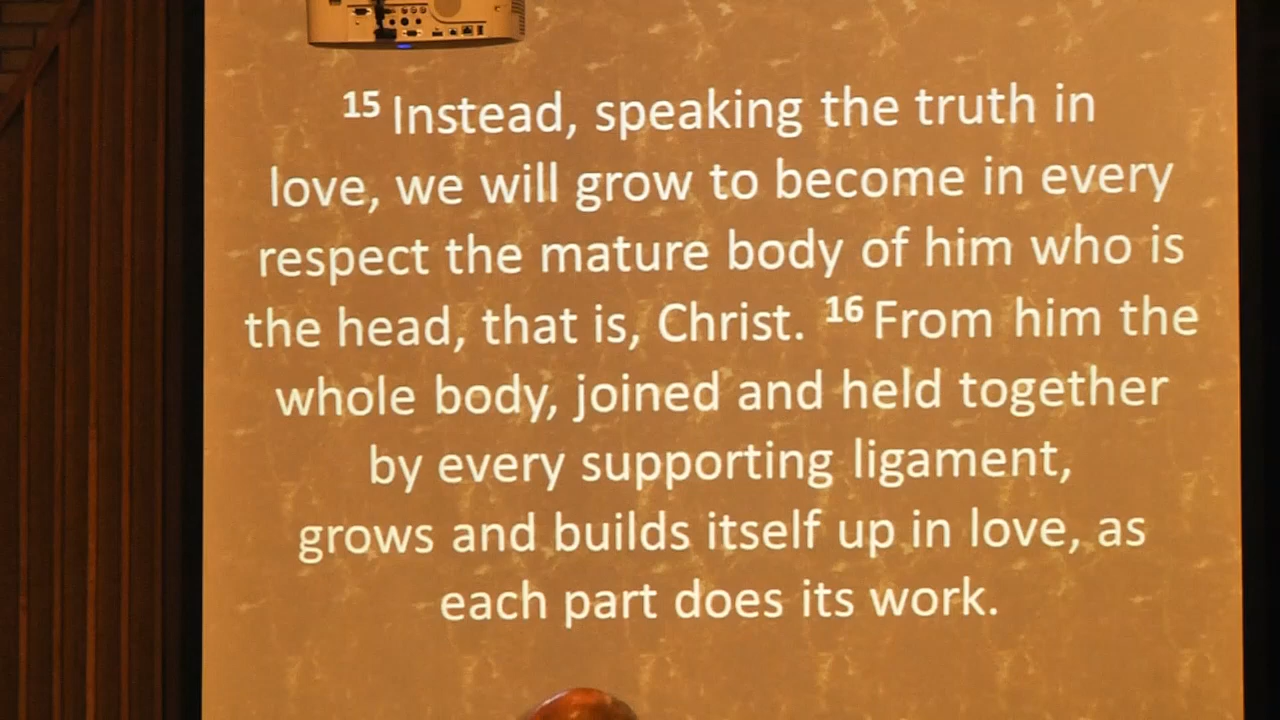 15 Instead, speaking the truth in
love, we will grow to become in every
respect the mature body of him who is
the head, that is, Christ. 16 From him the
whole body, joined and held together
by every supporting ligament,
grows and builds itself up in love, as
each part does its work.